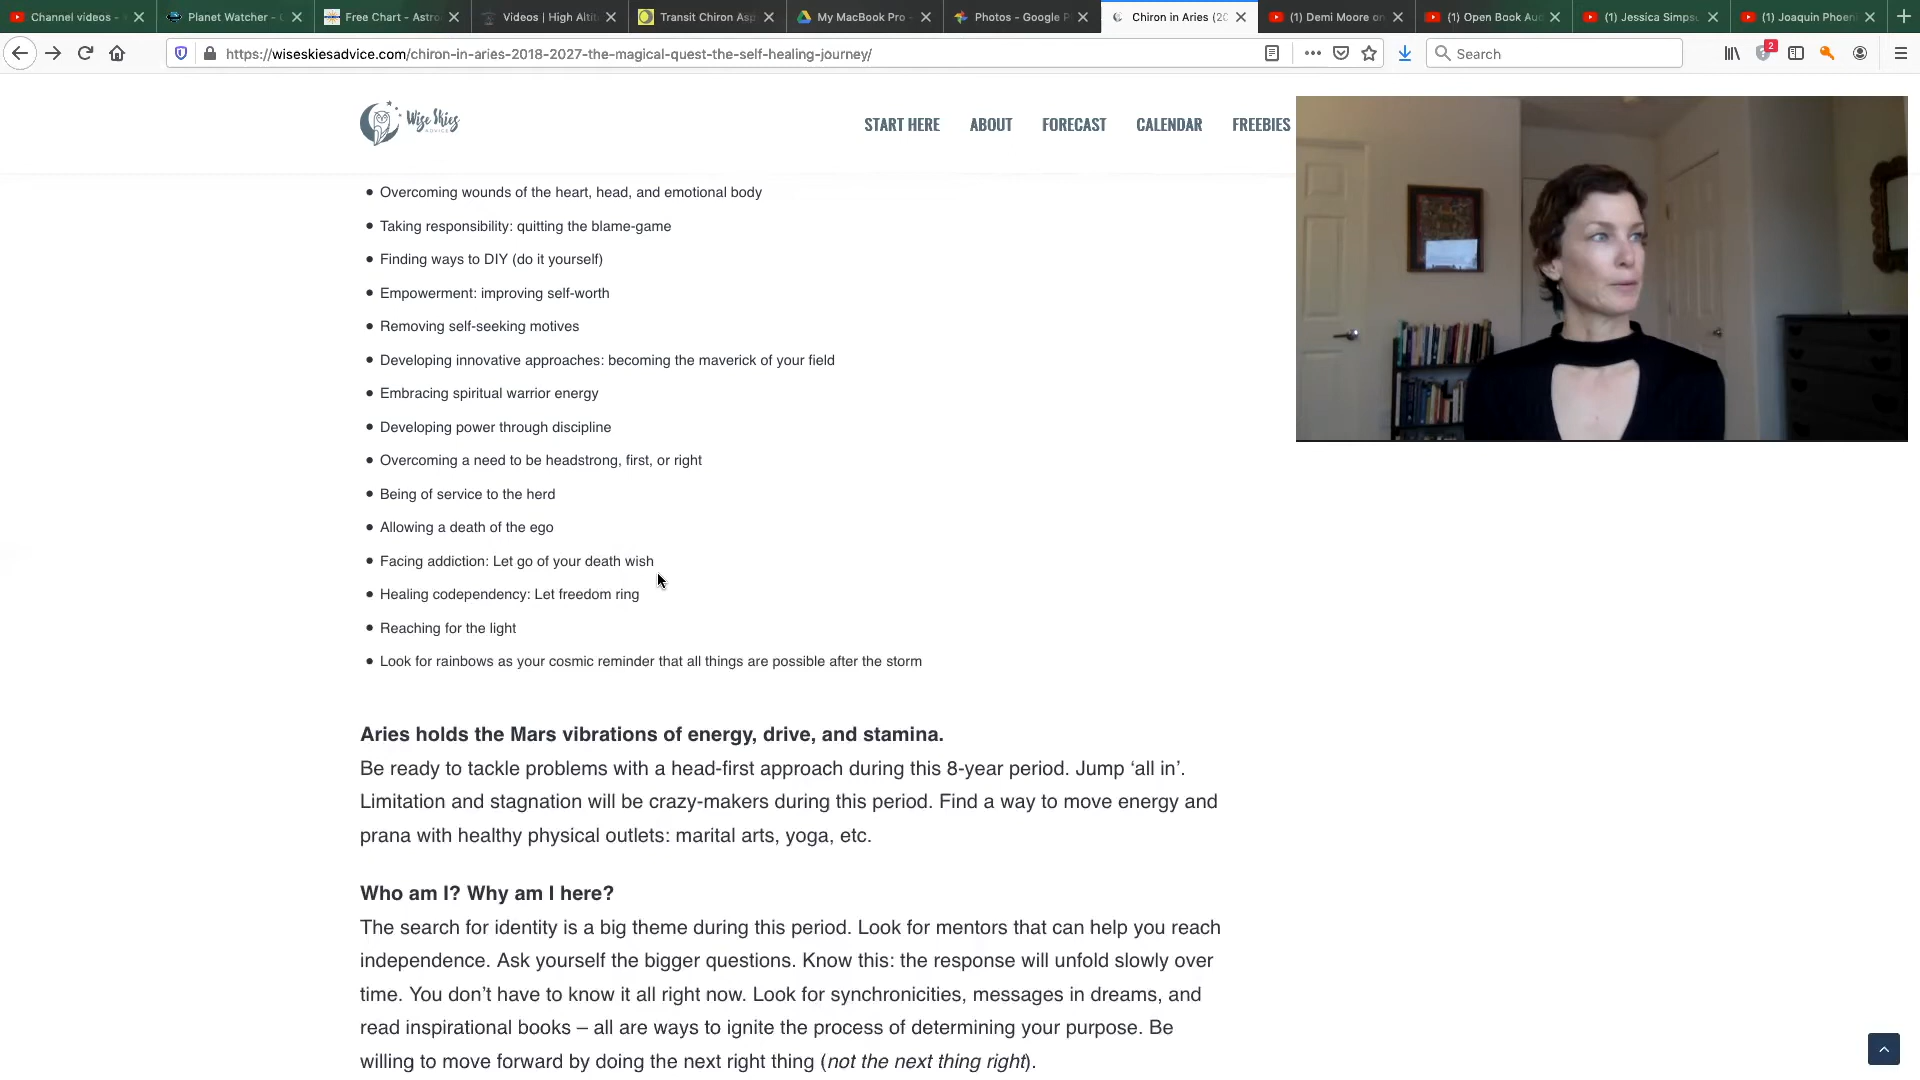 Channel videos -
Planet Watcher -
Free Chart - Astro
Videos | High Altit
Transit Chiron Asp
My MacBook Pro -
Photos - Google P
Chiron in Aries (20
(1) Demi Moore on
(1) Open Book Au
(1) Jessica Simps
(1) Joaquin Phoen
https://wiseskiesadvice.com/chiron-in-aries-2018-2027-the-magical-quest-the-self-healing-journey/
Search
2
Wise Skies
ADVICE
START HERE
ABOUT
FORECAST
CALENDAR
FREEBIES
Overcoming wounds of the heart, head, and emotional body
Taking responsibility: quitting the blame-game
Finding ways to DIY (do it yourself)
Empowerment: improving self-worth
Removing self-seeking motives
Developing innovative approaches: becoming the maverick of your field
Embracing spiritual warrior energy
Developing power through discipline
Overcoming a need to be headstrong, first, or right
Being of service to the herd
Allowing a death of the ego
Facing addiction: Let go of your death wish
Healing codependency: Let freedom ring
Reaching for the light
Look for rainbows as your cosmic reminder that all things are possible after the storm
Aries holds the Mars vibrations of energy, drive, and stamina.
Be ready to tackle problems with a head-first approach during this 8-year period. Jump ‘all in’.
Limitation and stagnation will be crazy-makers during this period. Find a way to move energy and
prana with healthy physical outlets: marital arts, yoga, etc.
Who am I? Why am I here?
The search for identity is a big theme during this period. Look for mentors that can help you reach
independence. Ask yourself the bigger questions. Know this: the response will unfold slowly over
time. You don’t have to know it all right now. Look for synchronicities, messages in dreams, and
read inspirational books – all are ways to ignite the process of determining your purpose. Be
willing to move forward by doing the next right thing (not the next thing right).